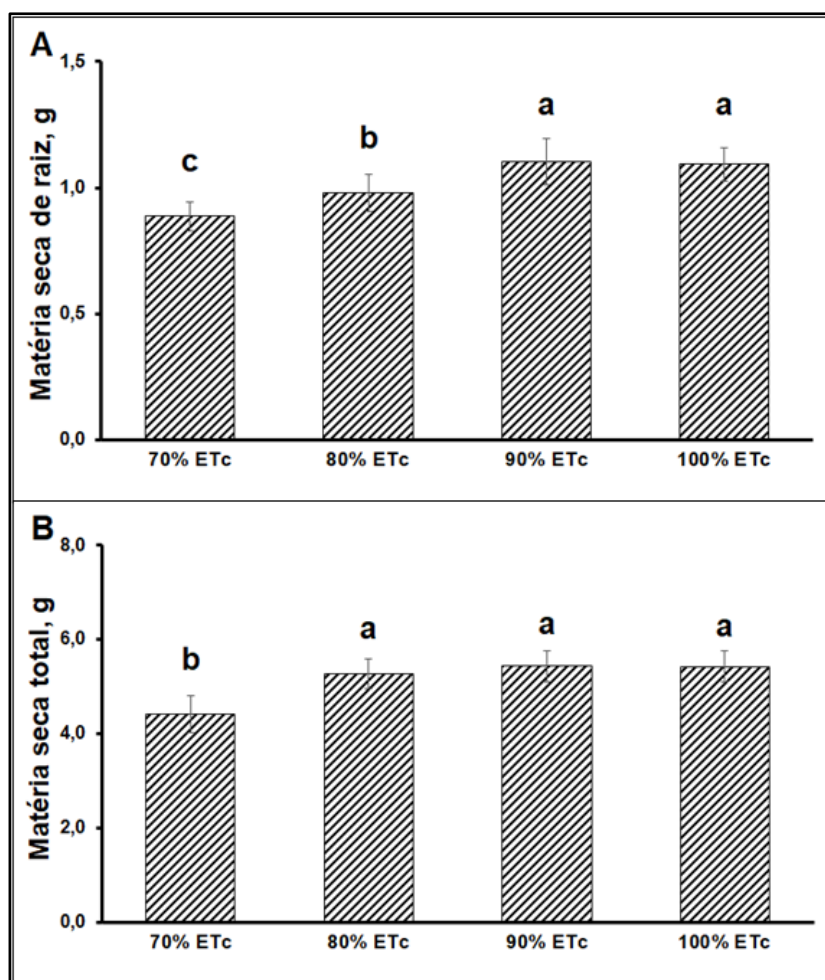 A
Matéria seca de raiz, g
1,5
1,0
0,5
0,0
c
b
a
a
70% ETc
80% ETc
90% ETc
100% ETc
B
Matéria seca total, g
8,0
6,0
4,0
2,0
0,0
b
a
a
a
70% ETc
80% ETc
90% ETc
100% ETc